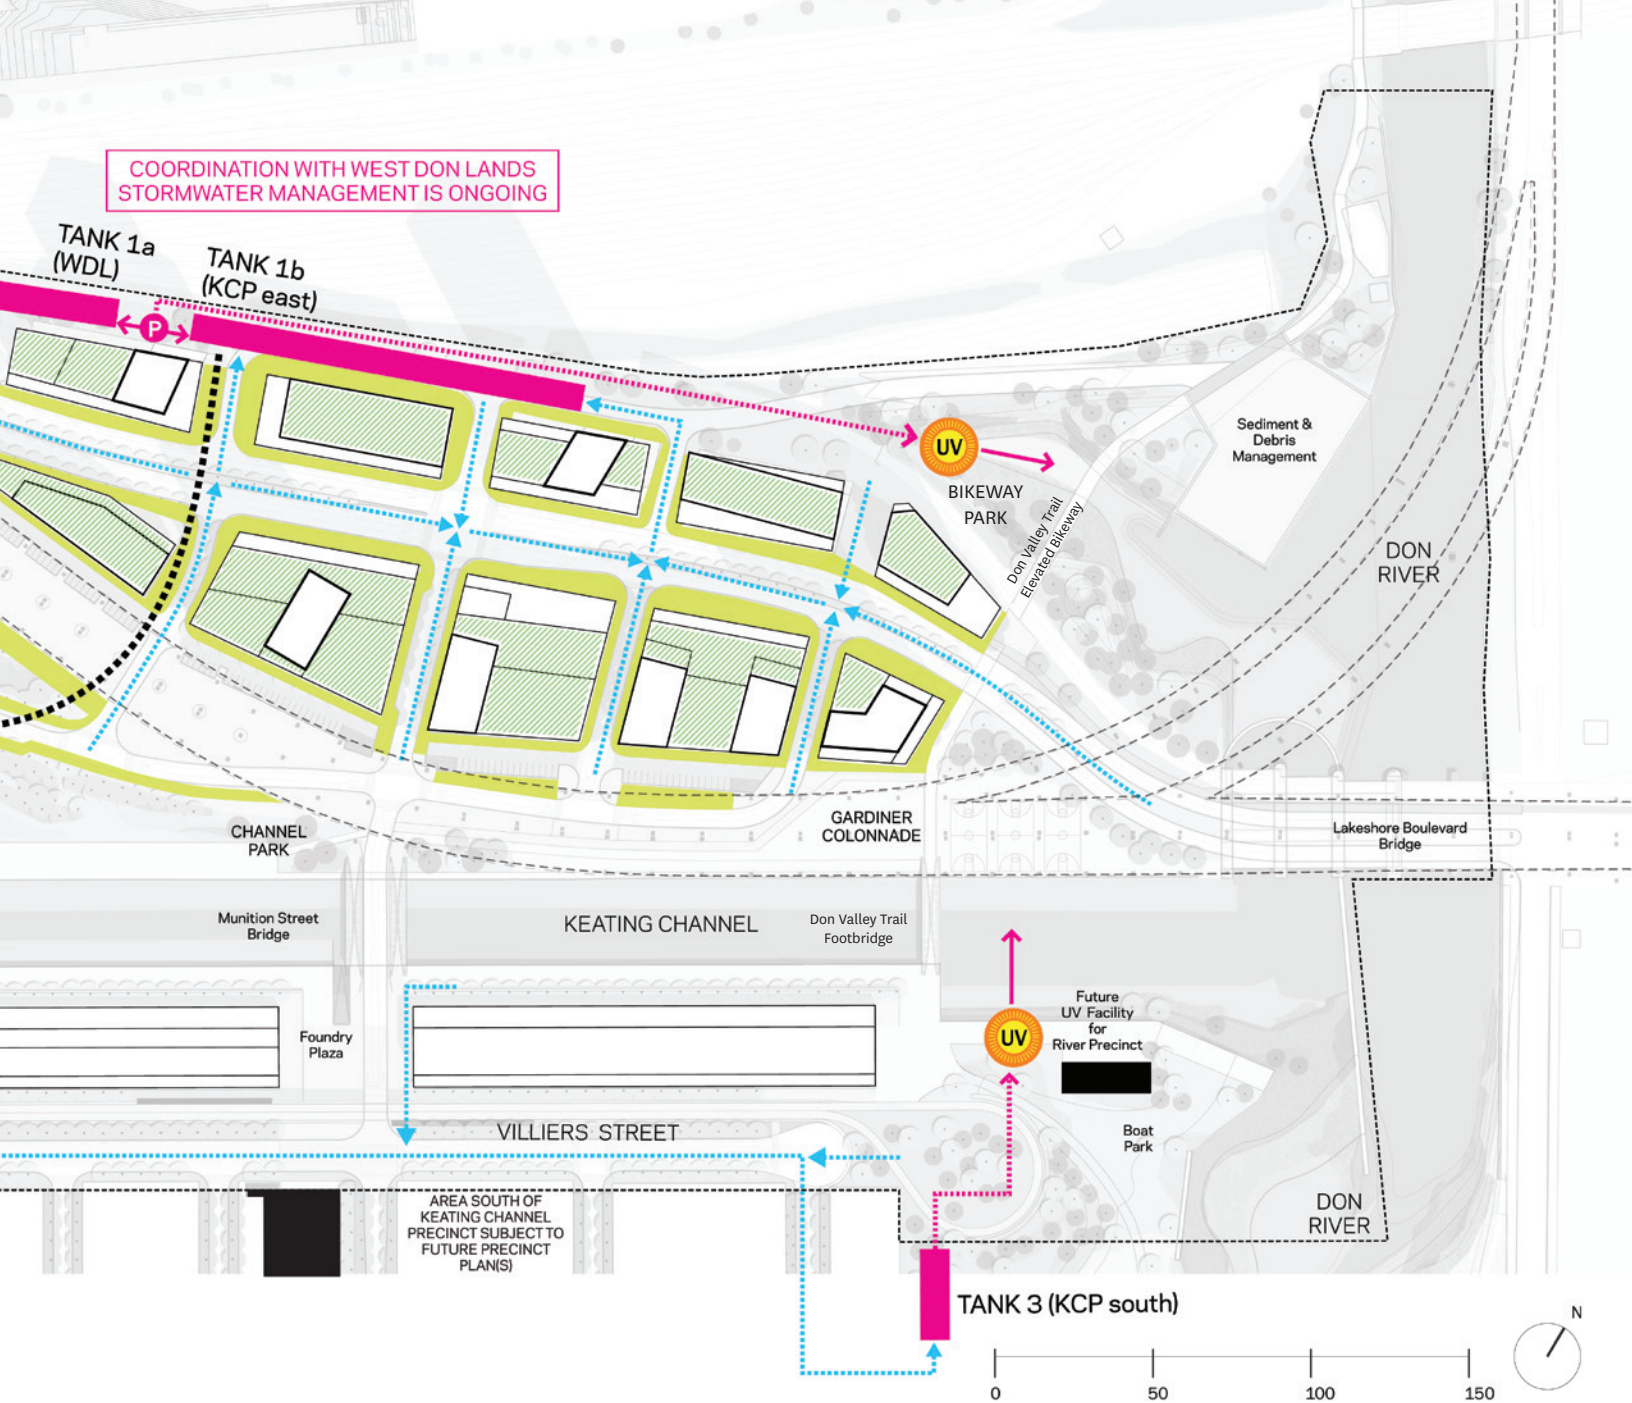 COORDINATION WITH WEST DON LANDS
STORMWATER MANAGEMENT IS ONGOING
TANK 1a
(WDL)
TANK 1b
(KCP east)
P
UV
BIKEWAY
PARK
Don Valley Trail
Elevated Bikeway
Sediment &
Debris
Management
DON
RIVER
GARDINER
COLONNADE
Lakeshore Boulevard
Bridge
CHANNEL
PARK
Munition Street
Bridge
KEATING CHANNEL
Don Valley Trail
Footbridge
Foundry
Plaza
UV
Future
UV Facility
for
River Precinct
Boat
Park
VILLIERS STREET
AREA SOUTH OF
KEATING CHANNEL
PRECINCT SUBJECT TO
FUTURE PRECINCT
PLAN(S)
DON
RIVER
TANK 3 (KCP south)
N
0 50 100 150